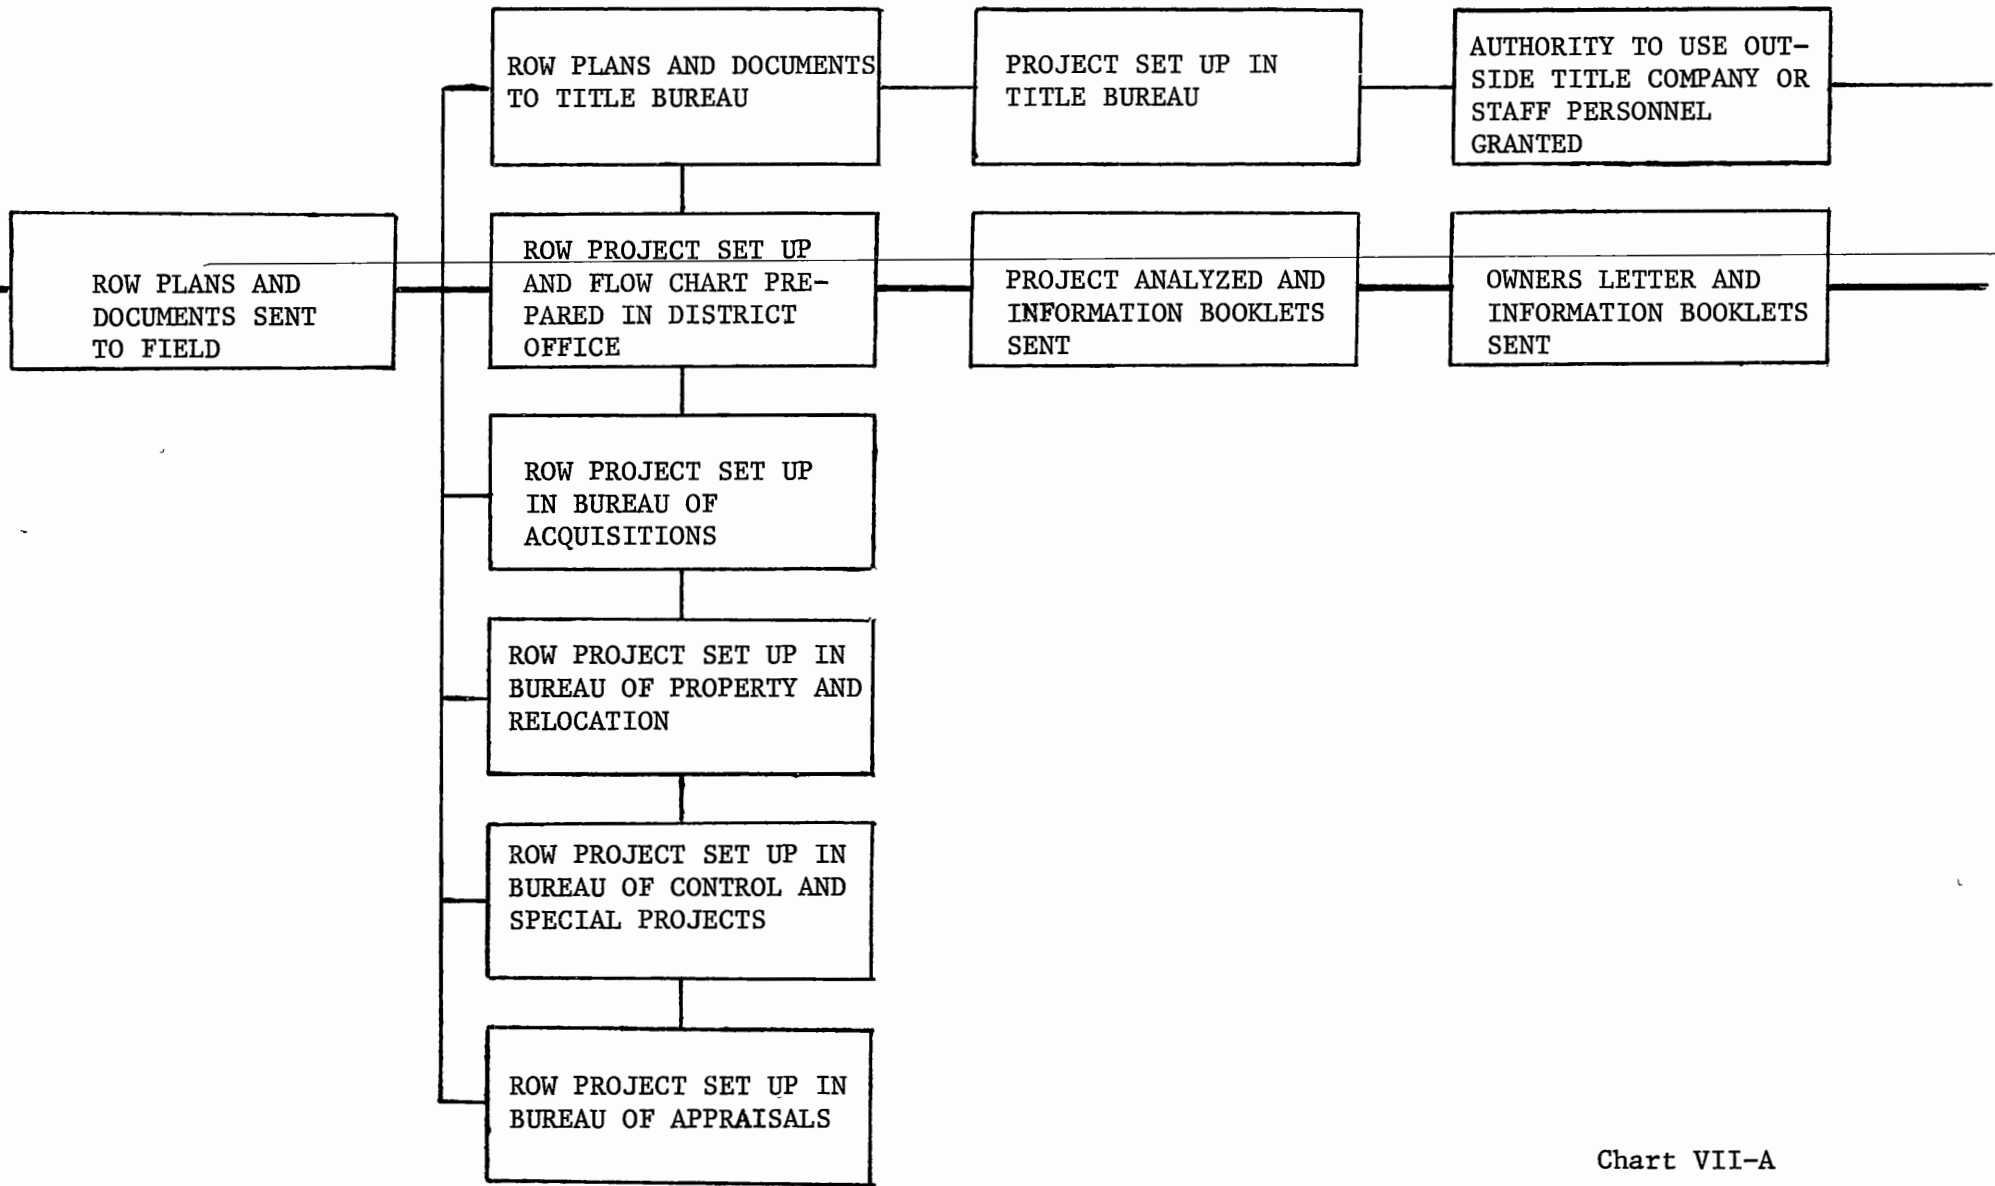 ROW PLANS AND DOCUMENTS
TO TITLE BUREAU
PROJECT SET UP IN
TITLE BUREAU
AUTHORITY TO USE OUT-
SIDE TITLE COMPANY OR
STAFF PERSONNEL
GRANTED
ROW PLANS AND
DOCUMENTS SENT
TO FIELD
ROW PROJECT SET UP
AND FLOW CHART PRE-
PARED IN DISTRICT
OFFICE
PROJECT ANALYZED AND
INFORMATION BOOKLETS
SENT
OWNERS LETTER AND
INFORMATION BOOKLETS
SENT
ROW PROJECT SET UP
IN BUREAU OF
ACQUISITIONS
ROW PROJECT SET UP IN
BUREAU OF PROPERTY AND
RELOCATION
ROW PROJECT SET UP IN
BUREAU OF CONTROL AND
SPECIAL PROJECTS
ROW PROJECT SET UP IN
BUREAU OF APPRAISALS
Chart VII-A